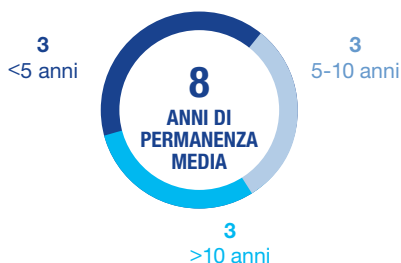 3
<5 anni
8
ANNI DI
PERMANENZA
MEDIA
3
5-10 anni
3
>10 anni